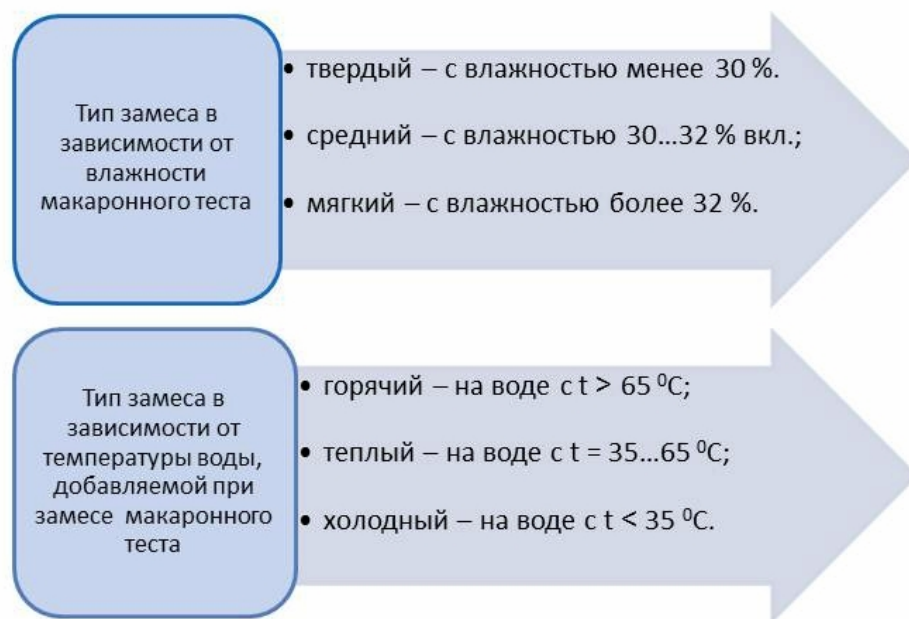 Тип замеса в
зависимости от
влажности
макаронного теста
• твердый – с влажностью менее 30 %.
• средний – с влажностью 30...32 % вкл.;
• мягкий – с влажностью более 32 %.
Тип замеса в
зависимости от
температуры воды,
добавляемой при
замесе макаронного
теста
• горячий – на воде с t > 65 ⁰С;
• теплый – на воде с t = 35...65 ⁰С;
• холодный – на воде с t < 35 ⁰С.